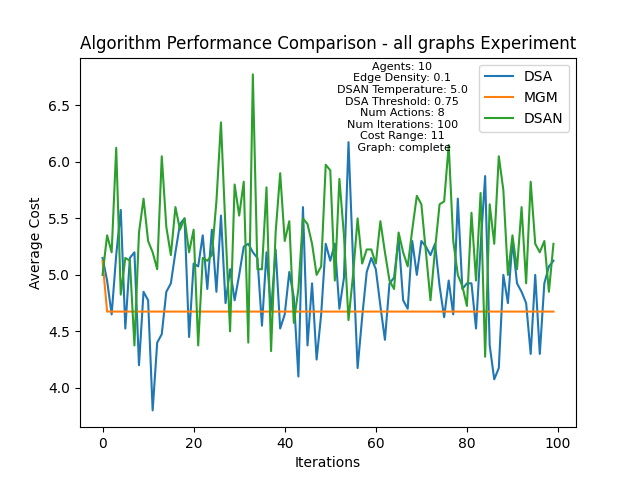 Algorithm Performance Comparison - all graphs Experiment
Agents: 10
Edge Density: 0.1
DSAN Temperature: 5.0
DSA Threshold: 0.75
Num Actions: 8
Num Iterations: 100
Cost Range: 11
Graph: complete
DSA
MGM
DSAN
Average Cost
6.5
6.0
5.5
5.0
4.5
4.0
0
20
40
60
80
100
Iterations